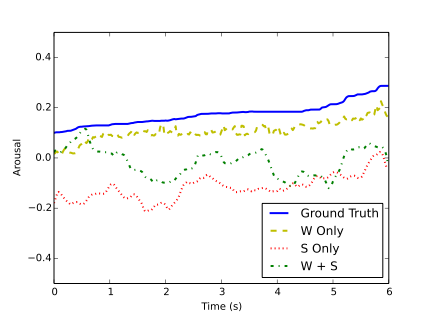 0.4
0.2
0.0
−0.2
−0.4
Arousal
Ground Truth
W Only
S Only
W + S
0 1 2 3 4 5 6
Time (s)